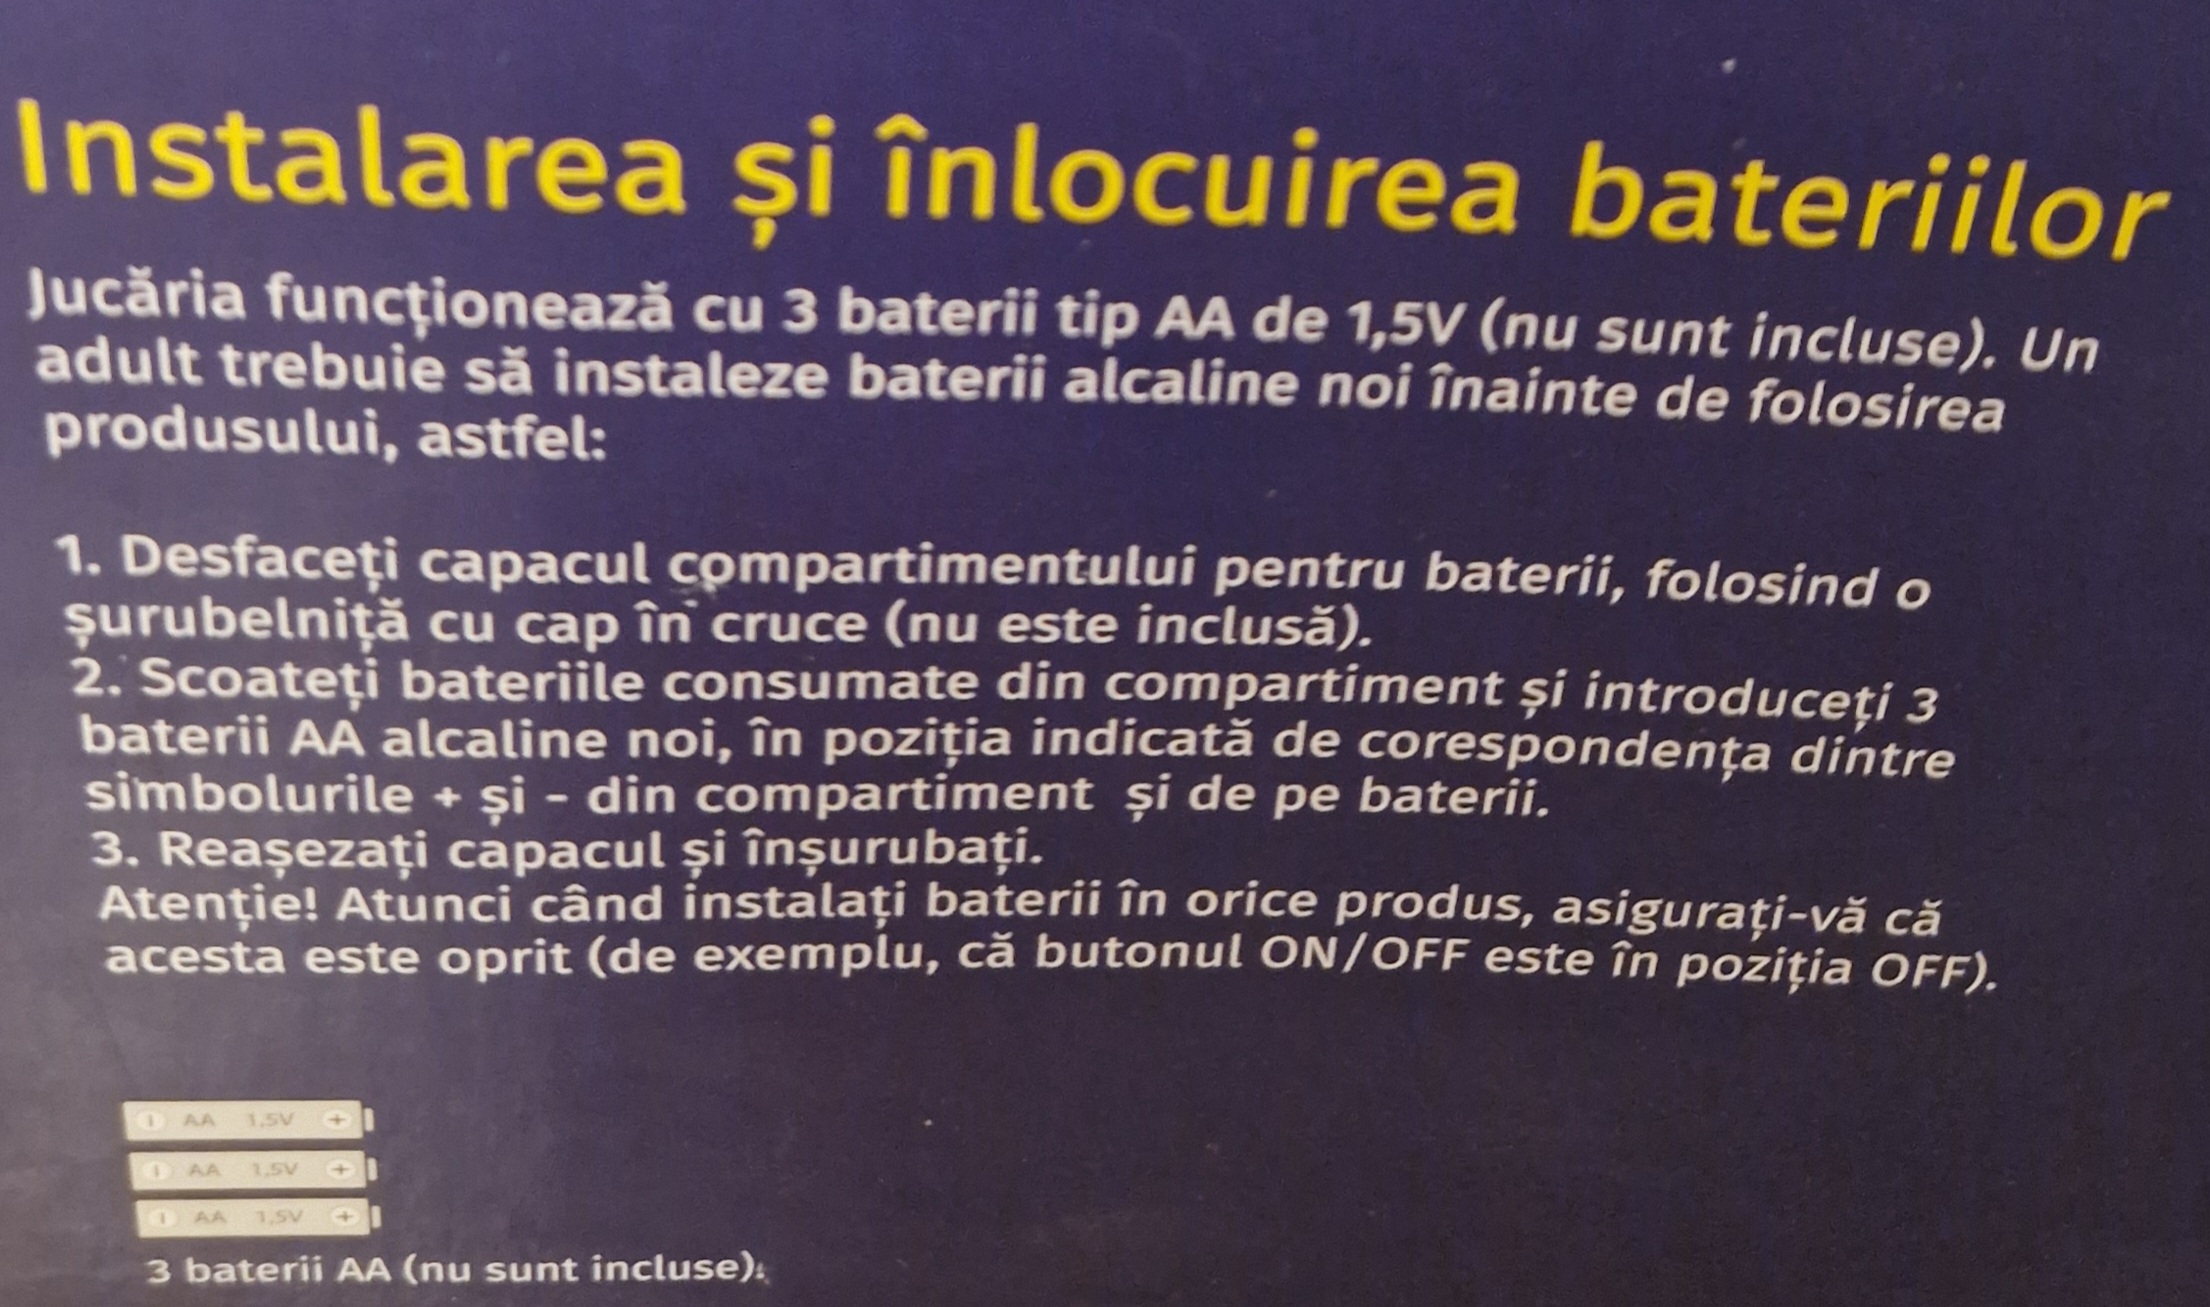 Instalarea și înlocuirea bateriilor
Jucăria funcționează cu 3 baterii tip AA de 1,5V (nu sunt incluse). Un
adult trebuie să instaleze baterii alcaline noi înainte de folosirea
produsului, astfel:
1. Desfaceți capacul compartimentului pentru baterii, folosind o
șurubelniță cu cap în cruce (nu este inclusă).
2. Scoateți bateriile consumate din compartiment și introduceți 3
baterii AA alcaline noi, în poziția indicată de corespondența dintre
simbolurile + și - din compartiment și de pe baterii.
3. Reașezați capacul și înșurubați.
Atenție! Atunci când instalați baterii în orice produs, asigurați-vă că
acesta este oprit (de exemplu, că butonul ON/OFF este în poziția OFF).
AA 1,5V +
AA 1,5V +
AA 1,5V +
3 baterii AA (nu sunt incluse).